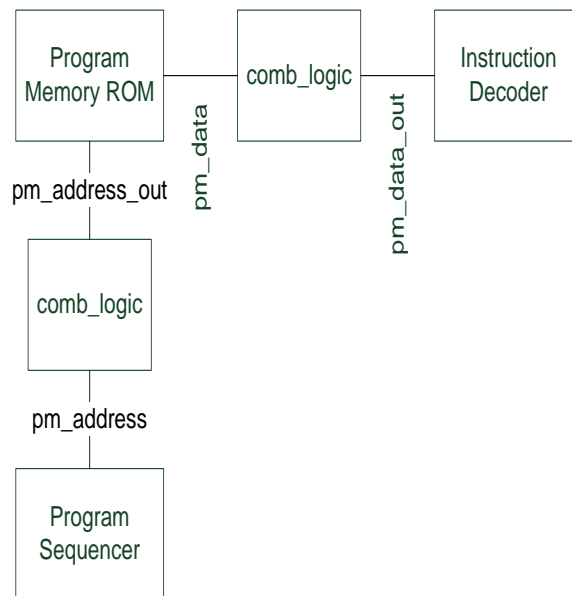 Program
Memory ROM
comb_logic
Instruction
Decoder
pm_data
pm_data_out
pm_address_out
comb_logic
pm_address
Program
Sequencer